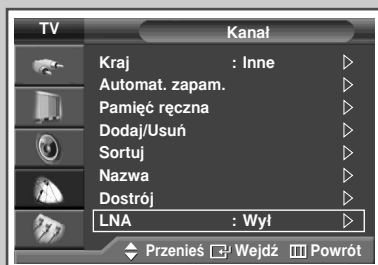 TV Kanał
Kraj : Inne
Automat. zapam.
Pamięć ręczna
Dodaj/Usuń
Sortuj
Nazwa
Dostrój
LNA : Wył
Przenieś Wejdź Powrót